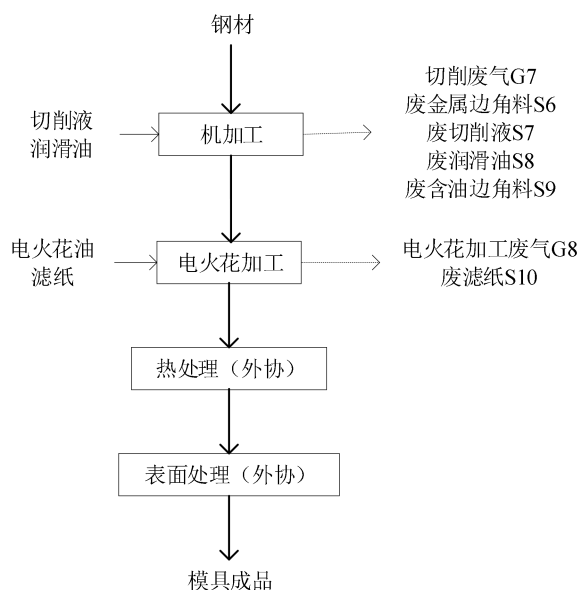 钢材
切削液
润滑油
机加工
切削废气G7
废金属边角料S6
废切削液S7
废润滑油S8
废含油边角料S9
电火花油
滤纸
电火花加工
电火花加工废气G8
废滤纸S10
热处理（外协）
表面处理（外协）
模具成品